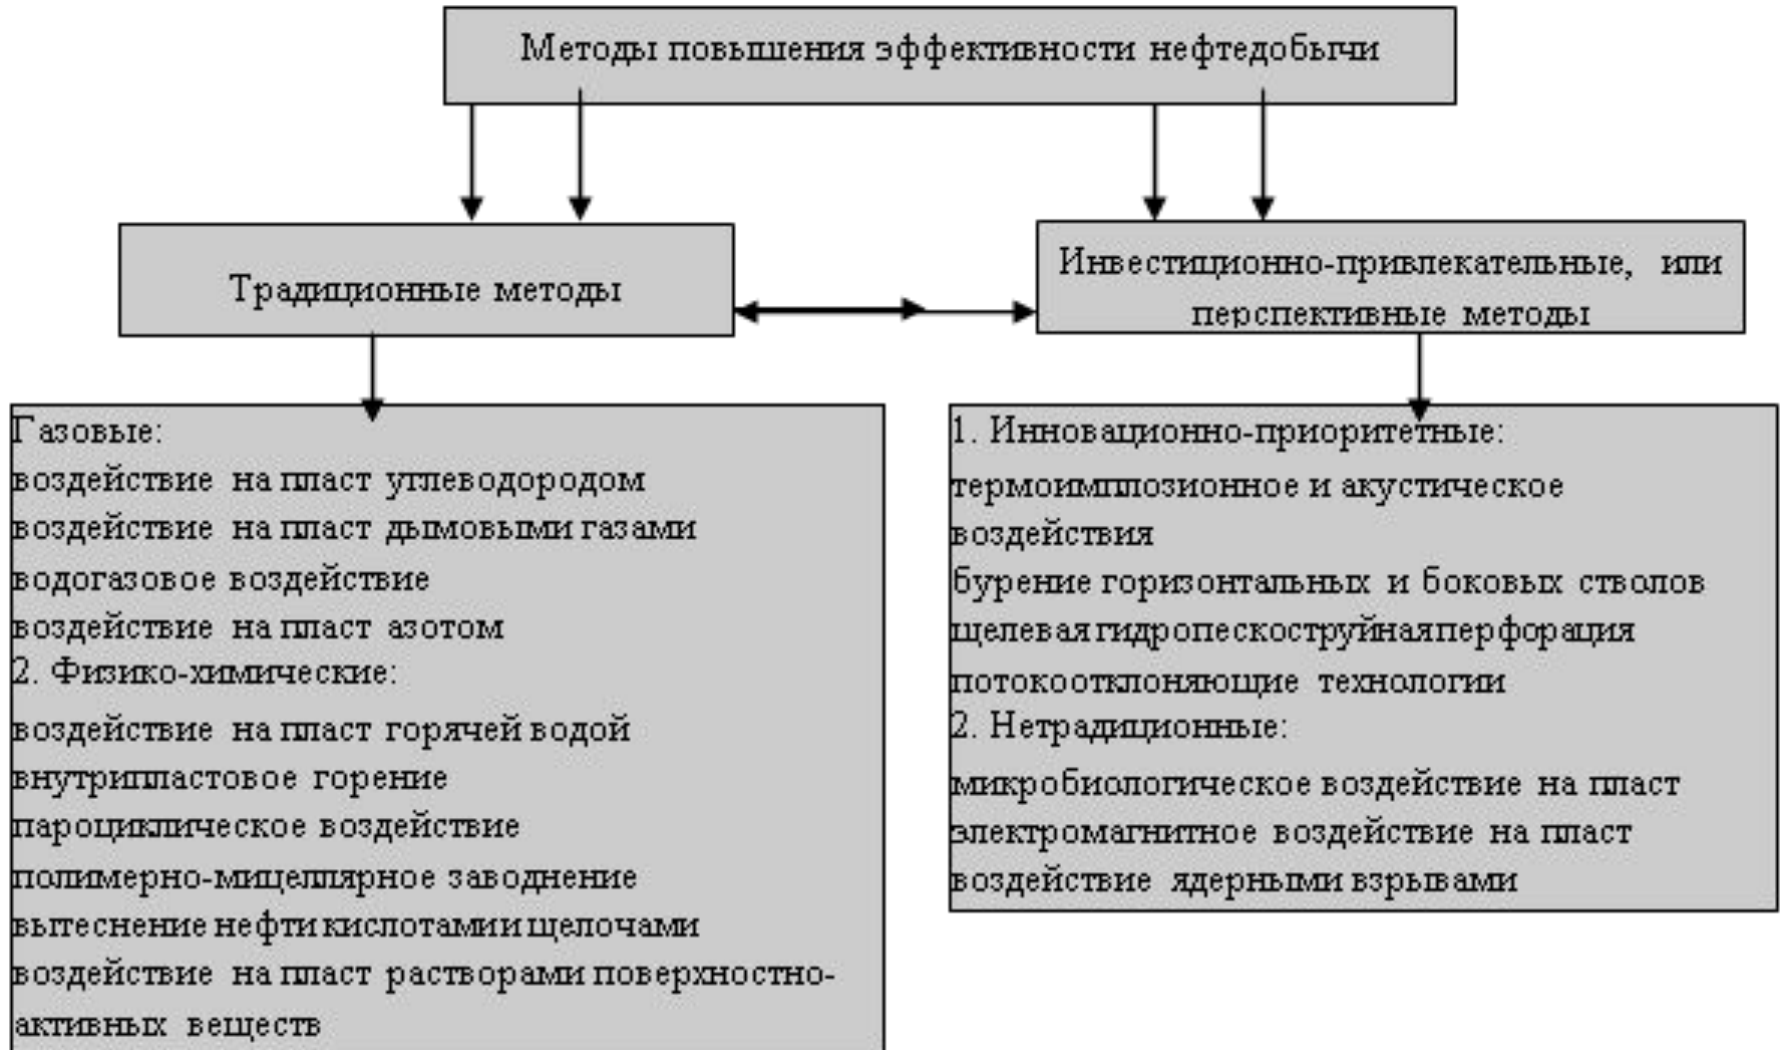 Методы повышения эффективности нефтедобычи
Традиционные методы
Инвестиционно-привлекательные, или
перспективные методы
Газовые:
воздействие на пласт углеводородом
воздействие на пласт дымовыми газами
водогазовое воздействие
воздействие на пласт азотом
2. Физико-химические:
воздействие на пласт горячей водой
внутрипластовое горение
пароциклическое воздействие
полимерно-мицеллярное заводнение
вытеснение нефти кислотами и щелочами
воздействие на пласт растворами поверхностно-
активных веществ
1. Инновационно-приоритетные:
термоимплозионное и акустическое
воздействия
бурение горизонтальных и боковых стволов
щелевая гидропескоструйная перфорация
потокоотклоняющие технологии
2. Нетрадиционные:
микробиологическое воздействие на пласт
электромагнитное воздействие на пласт
воздействие ядерными взрывами